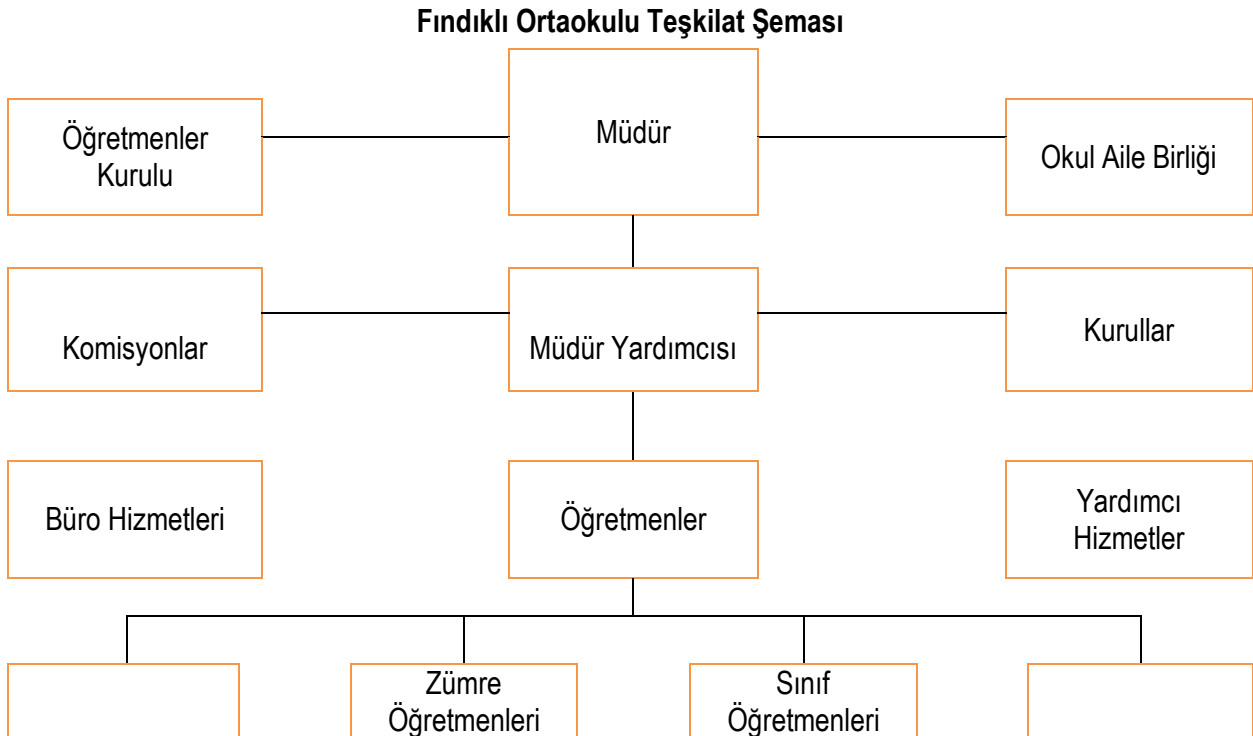 Fındıklı Ortaokulu Teşkilat Şeması
Öğretmenler
Kurulu
Müdür
Okul Aile Birliği
Komisyonlar
Müdür Yardımcısı
Kurullar
Büro Hizmetleri
Öğretmenler
Yardımcı
Hizmetler
Zümre
Öğretmenleri
Sınıf
Öğretmenleri